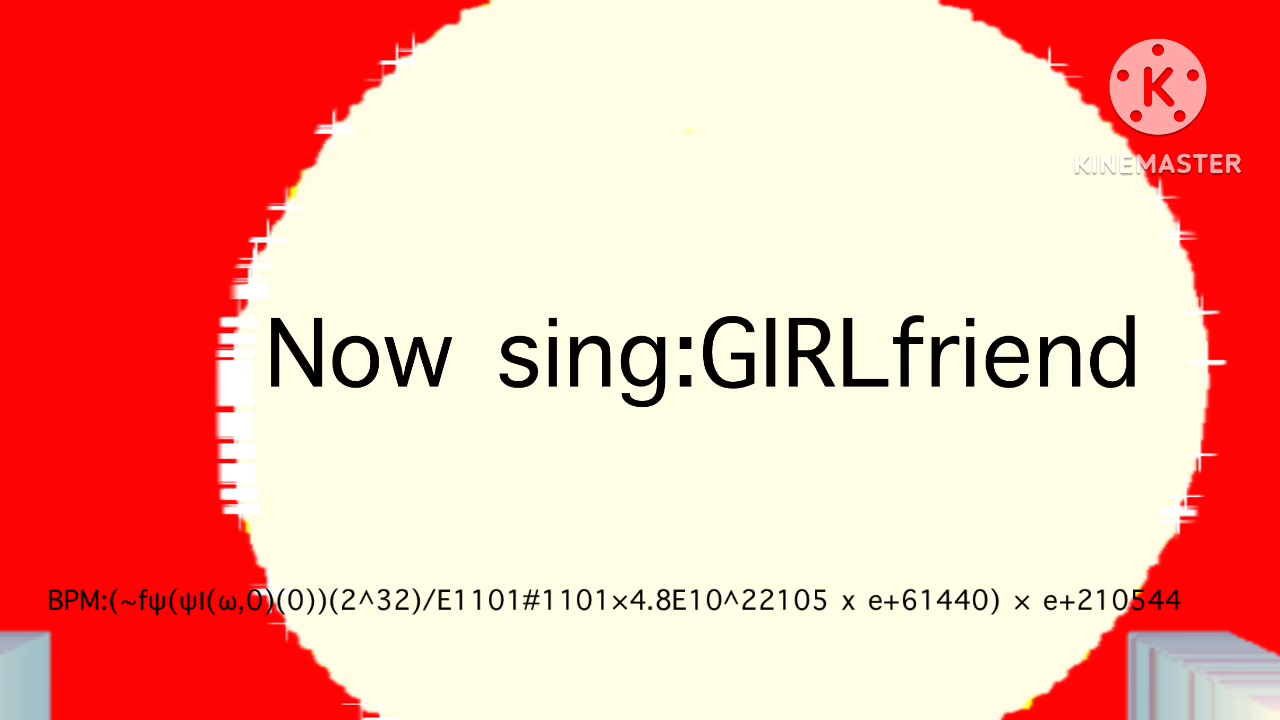 K
KINEMASTER
Now sing:GIRLfriend
BPM:(~fψ(ψI(ω,0)(0))(2^32)/E1101#1101×4.8E10^22105 x e+61440) × e+210544